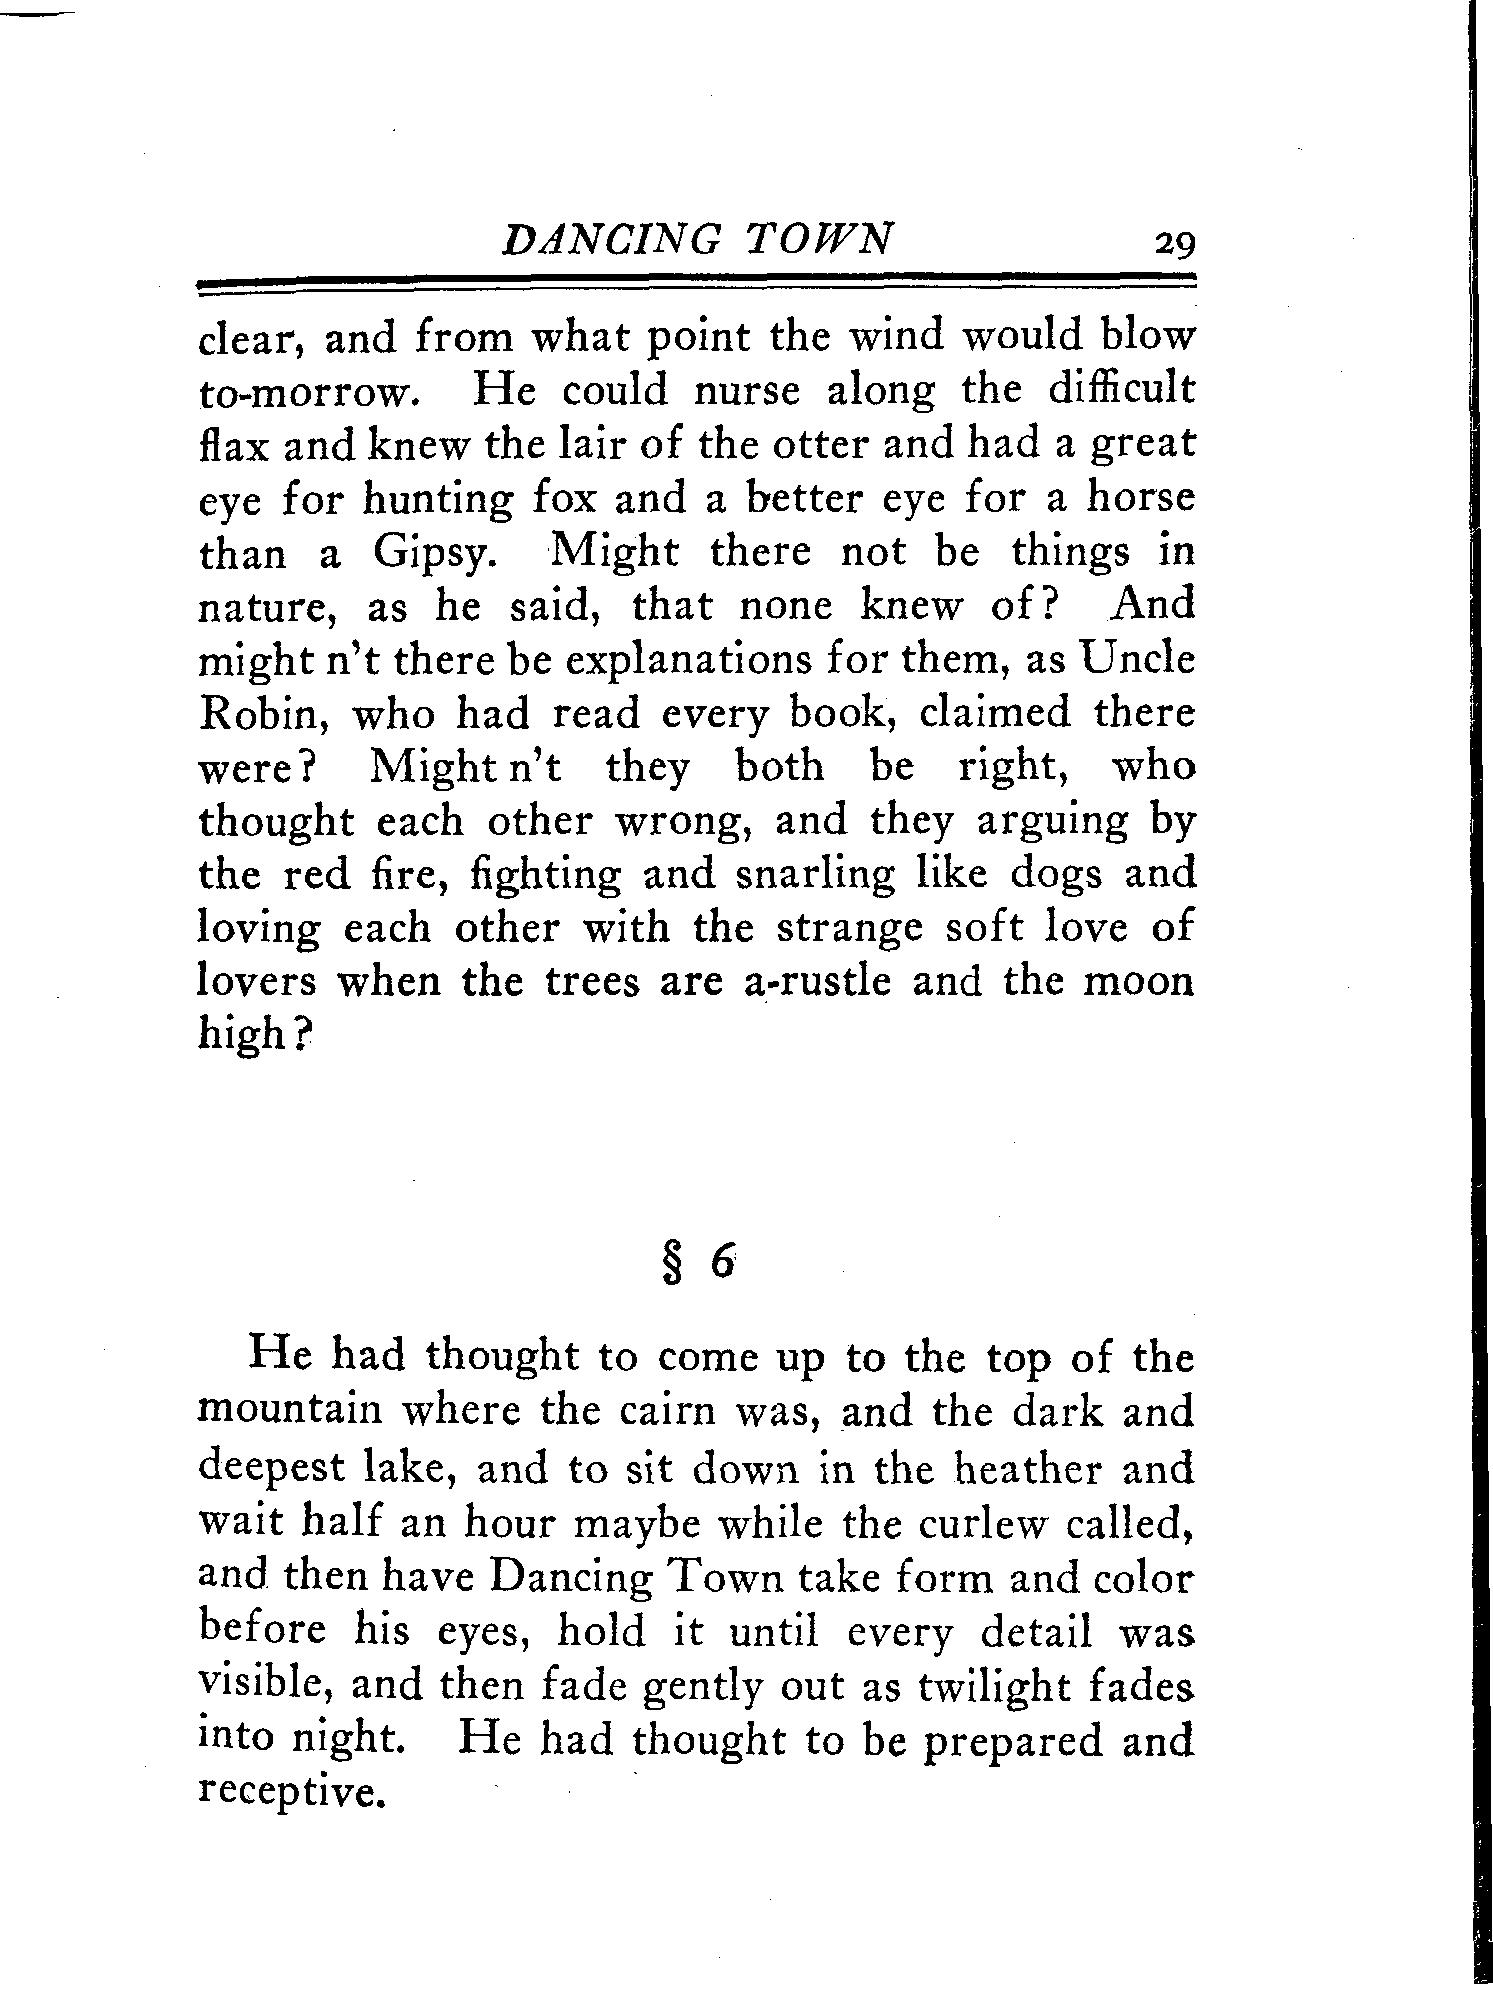 DANCING TOWN 29
clear, and from what point the wind would blow
to-morrow. He could nurse along the difficult
flax and knew the lair of the otter and had a great
eye for hunting fox and a better eye for a horse
than a Gipsy. Might there not be things in
nature, as he said, that none knew of? And
might n't there be explanations for them, as Uncle
Robin, who had read every book, claimed there
were? Might n't they both be right, who
thought each other wrong, and they arguing by
the red fire, fighting and snarling like dogs and
loving each other with the strange soft love of
lovers when the trees are a-rustle and the moon
high?
§ 6
He had thought to come up to the top of the
mountain where the cairn was, and the dark and
deepest lake, and to sit down in the heather and
wait half an hour maybe while the curlew called,
and then have Dancing Town take form and color
before his eyes, hold it until every detail was
visible, and then fade gently out as twilight fades
into night. He had thought to be prepared and
receptive.